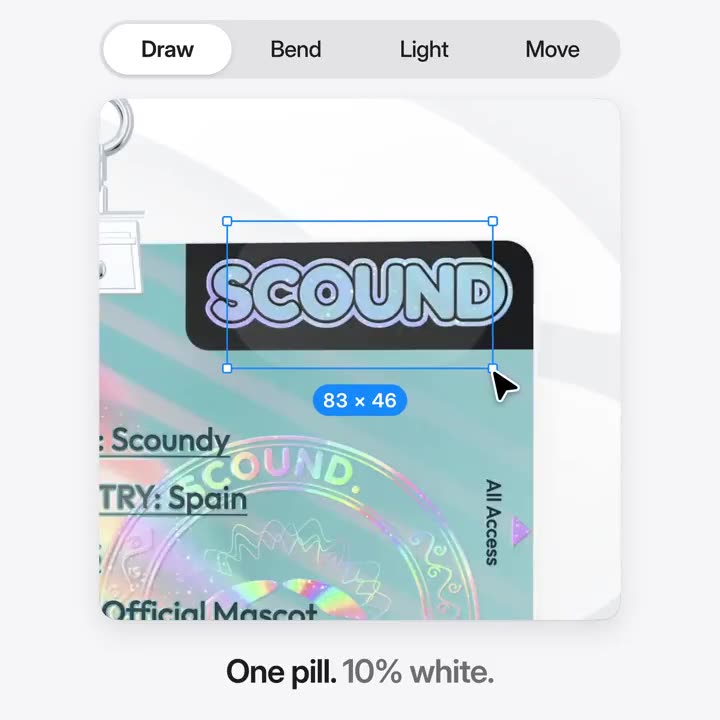 Draw Bend Light Move
SCOUND
83 × 46
: Scoundy
SCOUND.
TRY: Spain
All Access
Official Mascot
One pill. 10% white.